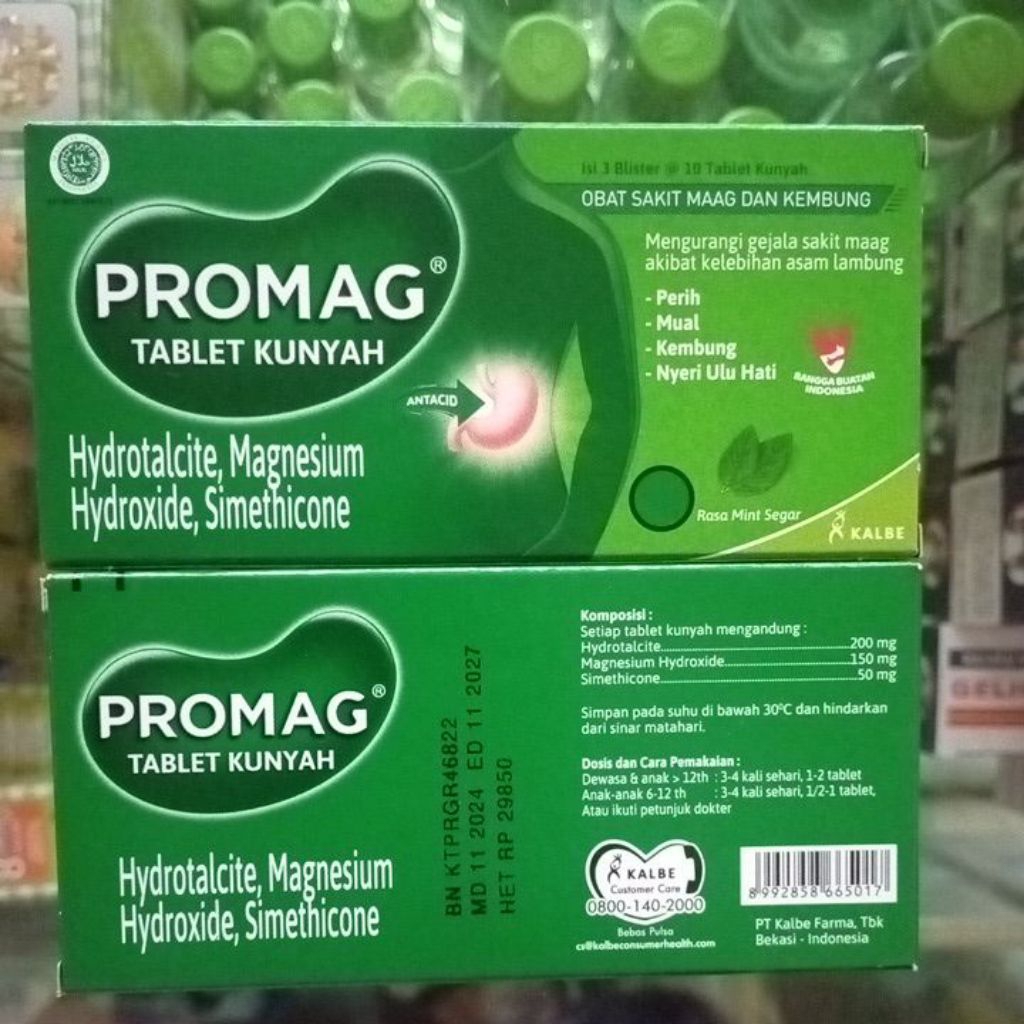 Isi 3 Blister @ 10 Tablet Kunyah
OBAT SAKIT MAAG DAN KEMBUNG
PROMAG®
TABLET KUNYAH
Mengurangi gejala sakit maag
akibat kelebihan asam lambung
- Perih
- Mual
- Kembung
- Nyeri Ulu Hati
BANGGA BUATAN
INDONESIA
ANTACID
Hydrotalcite, Magnesium
Hydroxide, Simethicone
Rasa Mint Segar
KALBE
PROMAG®
TABLET KUNYAH
Hydrotalcite, Magnesium
Hydroxide, Simethicone
BN KTPRGR46822
MD 11 2024 ED 11 2027
HET RP 29850
Komposisi :
Setiap tablet kunyah mengandung :
Hydrotalcite...200 mg
Magnesium Hydroxide...150 mg
Simethicone...50 mg
Simpan pada suhu di bawah 30°C dan hindarkan
dari sinar matahari.
Dosis dan Cara Pemakaian :
Dewasa & anak > 12th : 3-4 kali sehari, 1-2 tablet
Anak-anak 6-12 th : 3-4 kali sehari, 1/2-1 tablet,
Atau ikuti petunjuk dokter
KALBE
Customer Care
0800-140-2000
Bebas Pulsa
cs@kalbeconsumerhealth.com
8 992858 665017
PT Kalbe Farma, Tbk
Bekasi - Indonesia